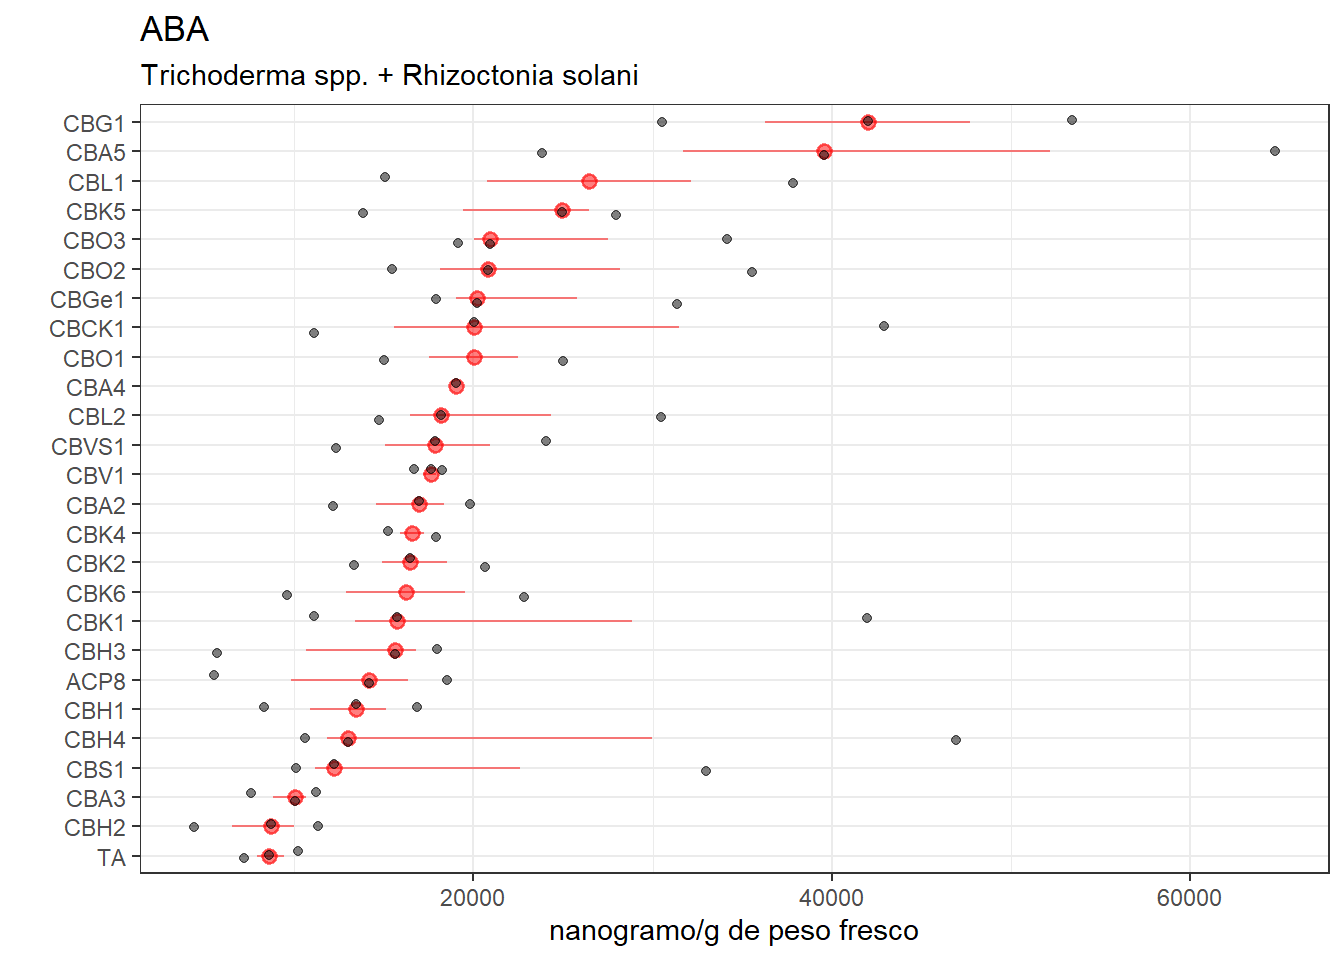 ABA
Trichoderma spp. + Rhizoctonia solani
CBG1
CBA5
CBL1
CBK5
CBO3
CBO2
CBGe1
CBCK1
CBO1
CBA4
CBL2
CBVS1
CBV1
CBA2
CBK4
CBK2
CBK6
CBK1
CBH3
ACP8
CBH1
CBH4
CBS1
CBA3
CBH2
TA
20000 40000 60000
nanogramo/g de peso fresco